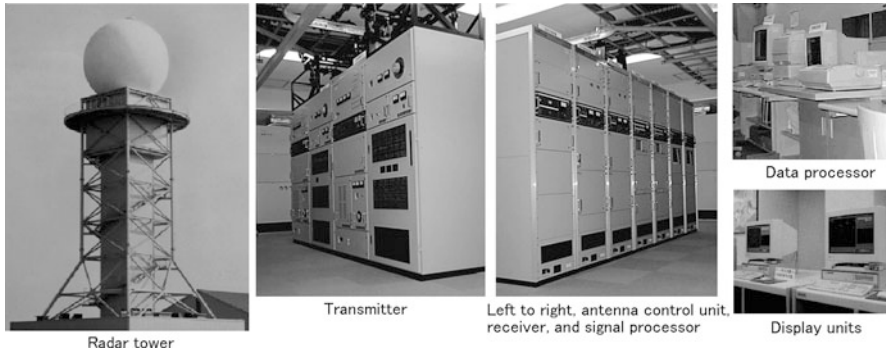 Radar tower
Transmitter
Left to right, antenna control unit,
receiver, and signal processor
Data processor
Display units